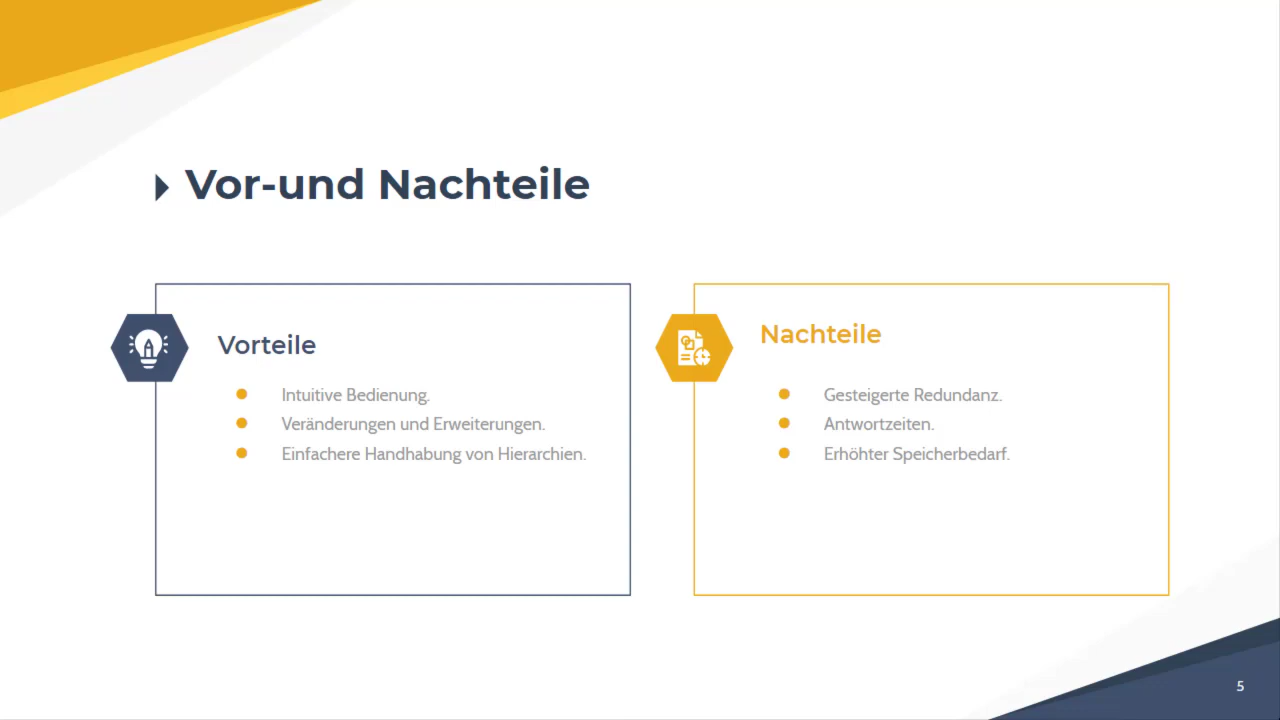 Vor-und Nachteile
Vorteile
Intuitive Bedienung.
Veränderungen und Erweiterungen.
Einfachere Handhabung von Hierarchien.
Nachteile
Gesteigerte Redundanz.
Antwortzeiten.
Erhöhter Speicherbedarf.
5